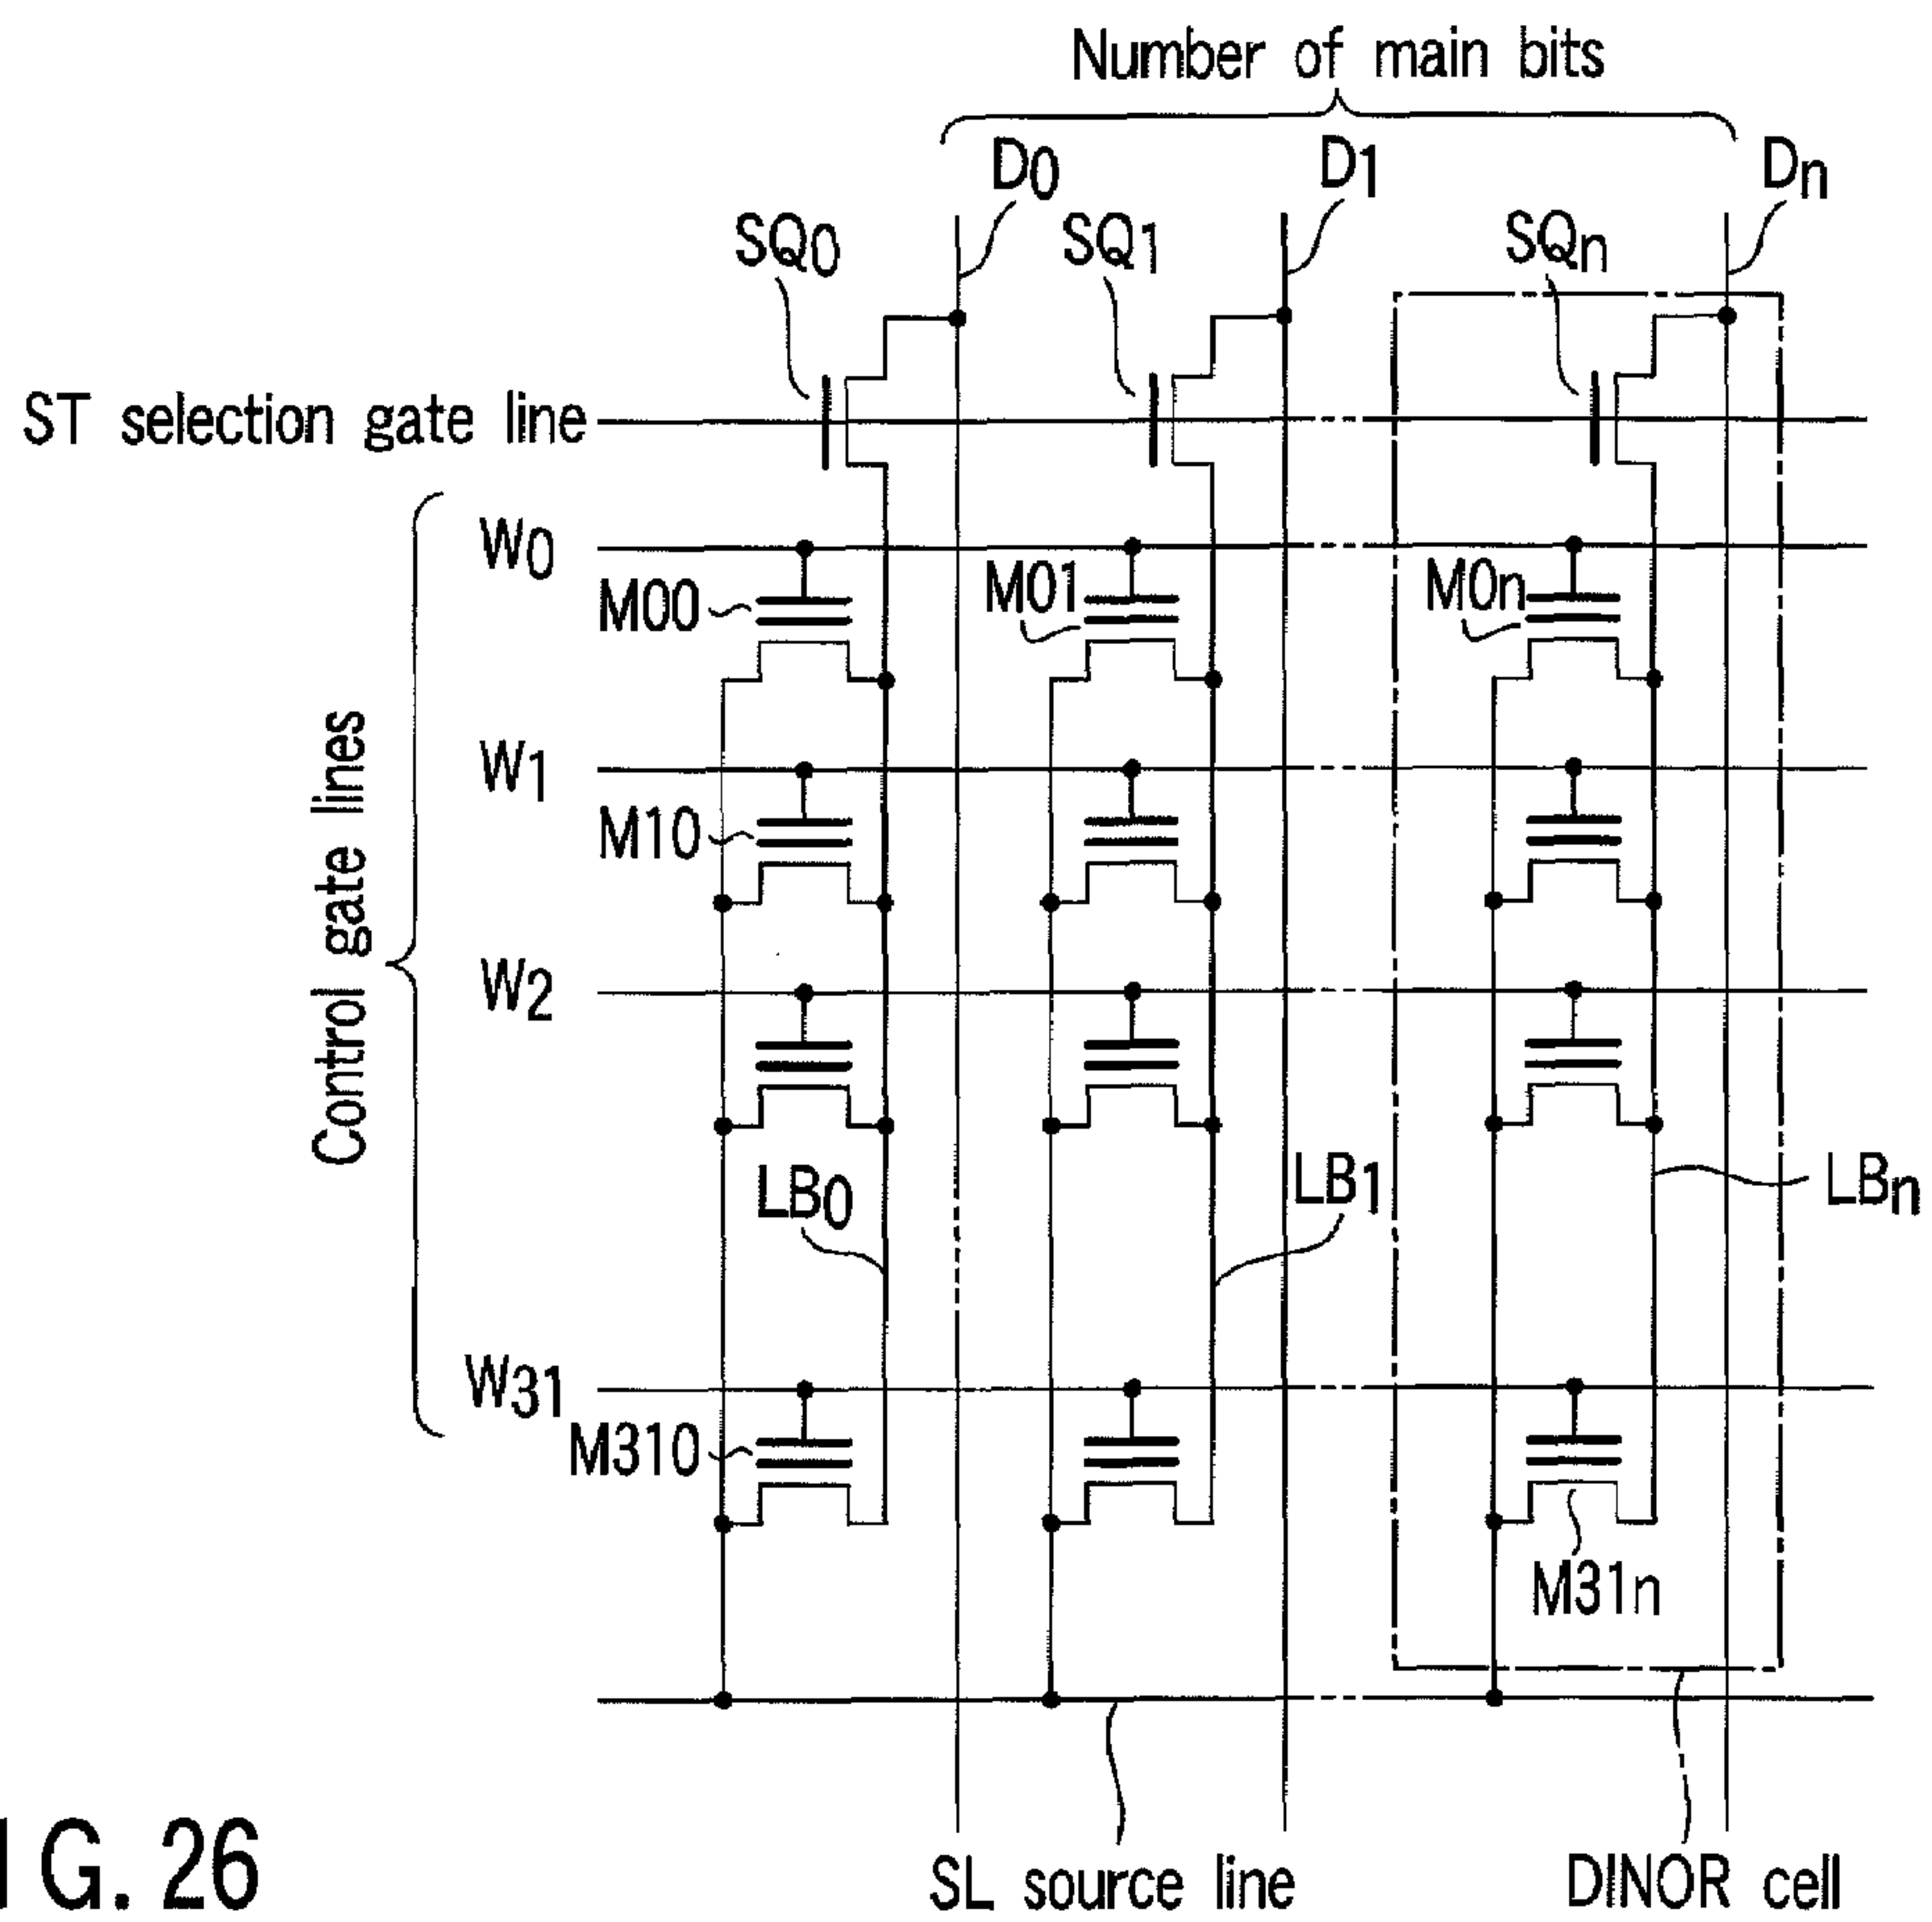 Number of main bits
D0
D1
Dn
SQ0
SQ1
SQn
ST selection gate line
Control gate lines
W0
M00
M01
M0n
W1
M10
W2
LB0
LB1
LBn
W31
M310
M31n
SL source line
DINOR cell
IG. 26